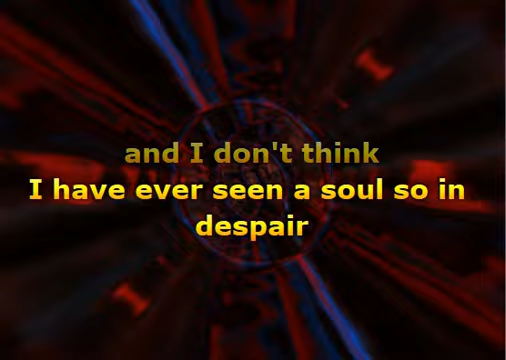 and I don't think
I have ever seen a soul so in
despair